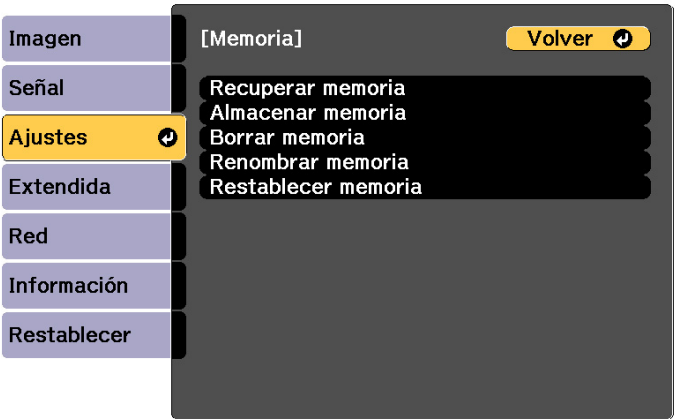 Imagen
Señal
Ajustes
Extendida
Red
Información
Restablecer
[Memoria]
Volver
Recuperar memoria
Almacenar memoria
Borrar memoria
Renombrar memoria
Restablecer memoria